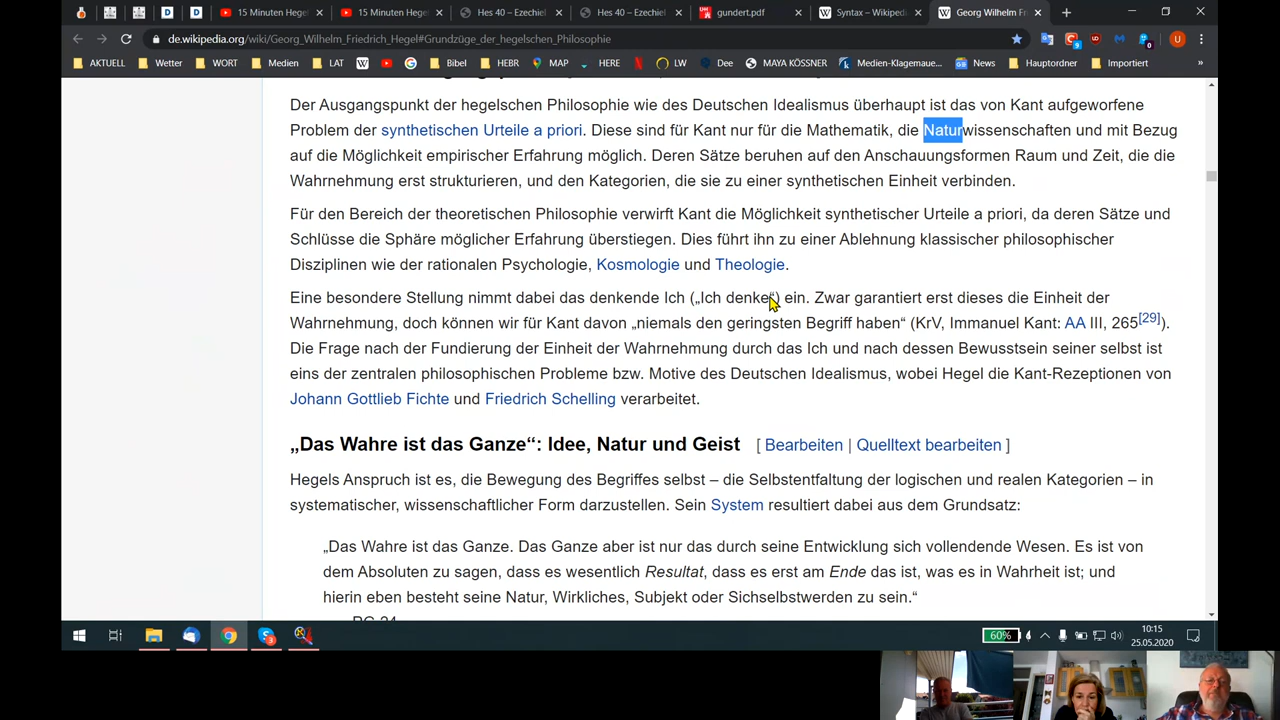 15 Minuten Hegel
15 Minuten Hegel
Hes 40 – Ezechiel
Hes 40 – Ezechiel
gundert.pdf
Syntax – Wikipedi
Georg Wilhelm Fri
de.wikipedia.org/wiki/Georg_Wilhelm_Friedrich_Hegel#Grundzüge_der_hegelschen_Philosophie
AKTUELL
Wetter
WORT
Medien
LAT
Bibel
HEBR
MAP
HERE
LW
Dee
MAYA KÖSSNER
Medien-Klagemaue...
News
Hauptordner
Importiert
»
Der Ausgangspunkt der hegelschen Philosophie wie des Deutschen Idealismus überhaupt ist das von Kant aufgeworfene
Problem der synthetischen Urteile a priori. Diese sind für Kant nur für die Mathematik, die Naturwissenschaften und mit Bezug
auf die Möglichkeit empirischer Erfahrung möglich. Deren Sätze beruhen auf den Anschauungsformen Raum und Zeit, die die
Wahrnehmung erst strukturieren, und den Kategorien, die sie zu einer synthetischen Einheit verbinden.
Für den Bereich der theoretischen Philosophie verwirft Kant die Möglichkeit synthetischer Urteile a priori, da deren Sätze und
Schlüsse die Sphäre möglicher Erfahrung überstiegen. Dies führt ihn zu einer Ablehnung klassischer philosophischer
Disziplinen wie der rationalen Psychologie, Kosmologie und Theologie.
Eine besondere Stellung nimmt dabei das denkende Ich („Ich denke“) ein. Zwar garantiert erst dieses die Einheit der
Wahrnehmung, doch können wir für Kant davon „niemals den geringsten Begriff haben“ (KrV, Immanuel Kant: AA III, 265[29]).
Die Frage nach der Fundierung der Einheit der Wahrnehmung durch das Ich und nach dessen Bewusstsein seiner selbst ist
eins der zentralen philosophischen Probleme bzw. Motive des Deutschen Idealismus, wobei Hegel die Kant-Rezeptionen von
Johann Gottlieb Fichte und Friedrich Schelling verarbeitet.
„Das Wahre ist das Ganze“: Idee, Natur und Geist [ Bearbeiten | Quelltext bearbeiten ]
Hegels Anspruch ist es, die Bewegung des Begriffes selbst – die Selbstentfaltung der logischen und realen Kategorien – in
systematischer, wissenschaftlicher Form darzustellen. Sein System resultiert dabei aus dem Grundsatz:
„Das Wahre ist das Ganze. Das Ganze aber ist nur das durch seine Entwicklung sich vollendende Wesen. Es ist von
dem Absoluten zu sagen, dass es wesentlich Resultat, dass es erst am Ende das ist, was es in Wahrheit ist; und
hierin eben besteht seine Natur, Wirkliches, Subjekt oder Sichselbstwerden zu sein.“
60%
10:15
25.05.2020